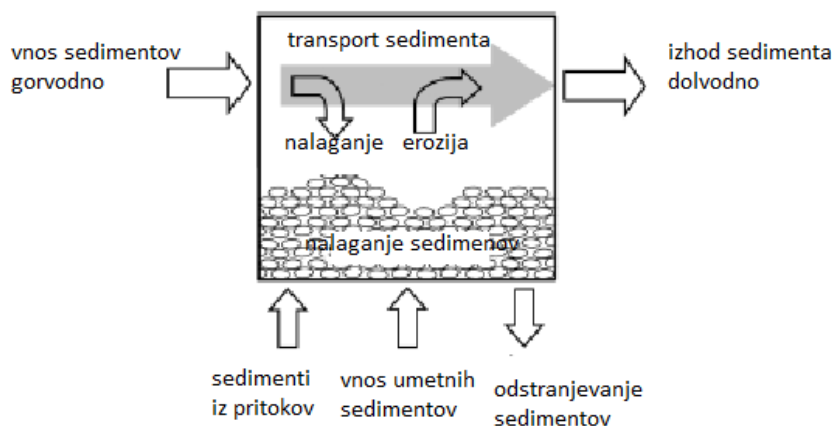 vnos sedimentov
gorvodno
transport sedimenta
izhod sedimenta
dolvodno
nalaganje
erozija
nalaganje sedimenov
sedimenti
iz pritokov
vnos umetnih
sedimentov
odstranjevanje
sedimentov